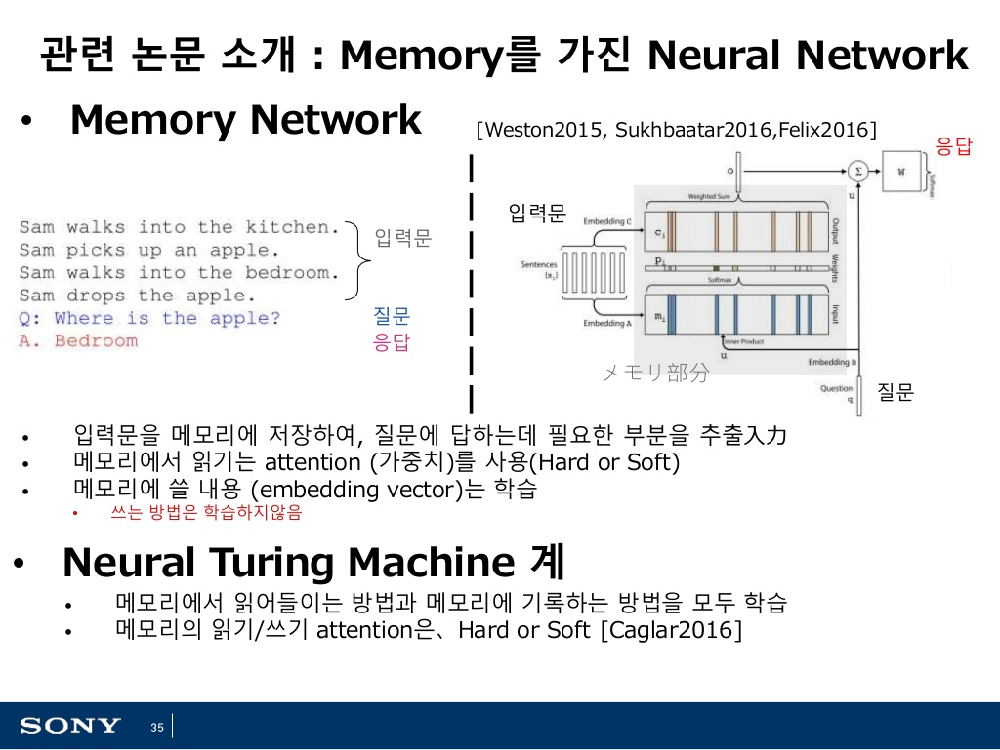 관련 논문 소개 : Memory를 가진 Neural Network
• Memory Network
[Weston2015, Sukhbaatar2016,Felix2016]
Sam walks into the kitchen.
Sam picks up an apple.
Sam walks into the bedroom.
Sam drops the apple.
입력문
Q: Where is the apple?
질문
A. Bedroom
응답
응답
o
Σ
W
Softmax
u
Weighted Sum
입력문
Embedding C
c i
Output
Sentences
{x i}
p i
Weights
Softmax
Embedding A
m i
Input
Inner Product
u
Embedding B
メモリ部分
Question
q
질문
• 입력문을 메모리에 저장하여, 질문에 답하는데 필요한 부분을 추출入力
• 메모리에서 읽기는 attention (가중치)를 사용(Hard or Soft)
• 메모리에 쓸 내용 (embedding vector)는 학습
• 쓰는 방법은 학습하지않음
• Neural Turing Machine 계
• 메모리에서 읽어들이는 방법과 메모리에 기록하는 방법을 모두 학습
• 메모리의 읽기/쓰기 attention은、Hard or Soft [Caglar2016]
SONY
35